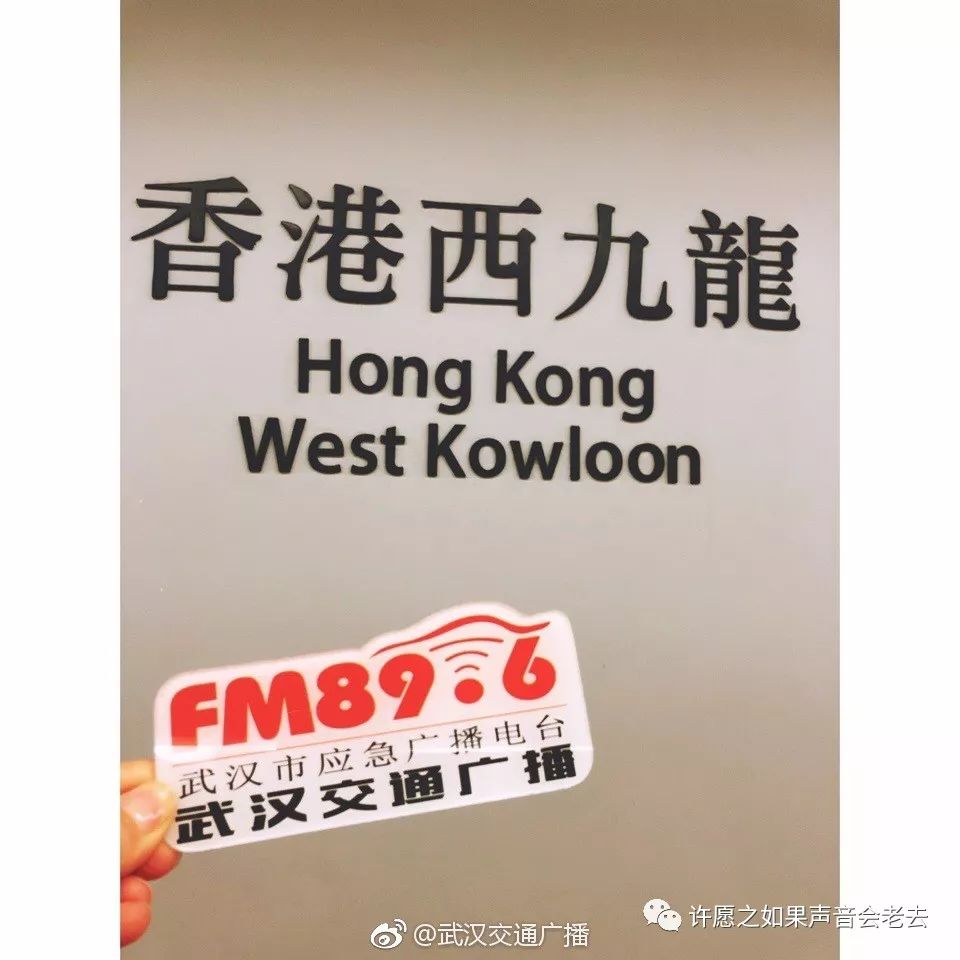 香港西九龍
Hong Kong
West Kowloon
FM89.6
武汉市应急广播电台
武汉交通广播
许愿之如果声音会老去
@武汉交通广播